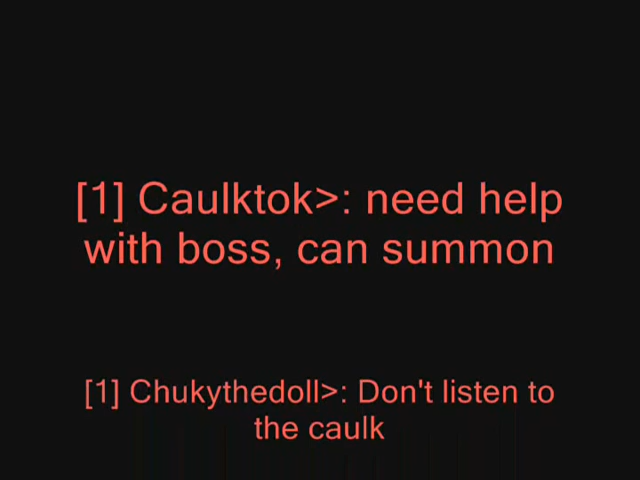 [1] Caulktok>: need help
with boss, can summon
[1] Chukythedoll>: Don't listen to
the caulk